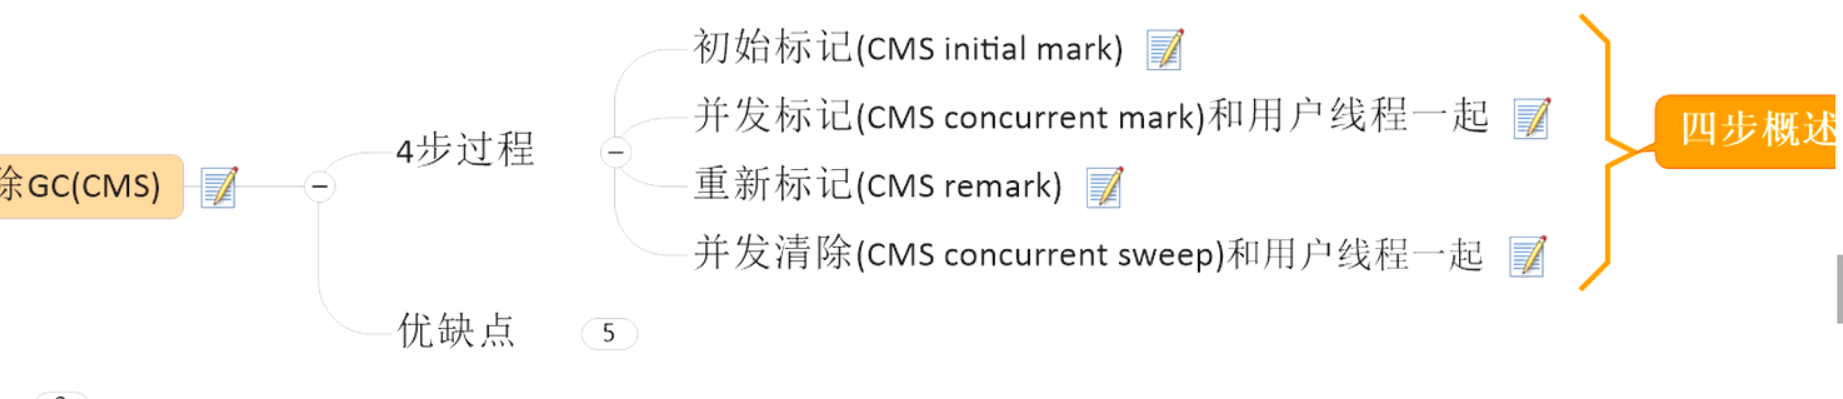 除GC(CMS)
4步过程
初始标记(CMS initial mark)
并发标记(CMS concurrent mark)和用户线程一起
重新标记(CMS remark)
并发清除(CMS concurrent sweep)和用户线程一起
四步概述
优缺点
5